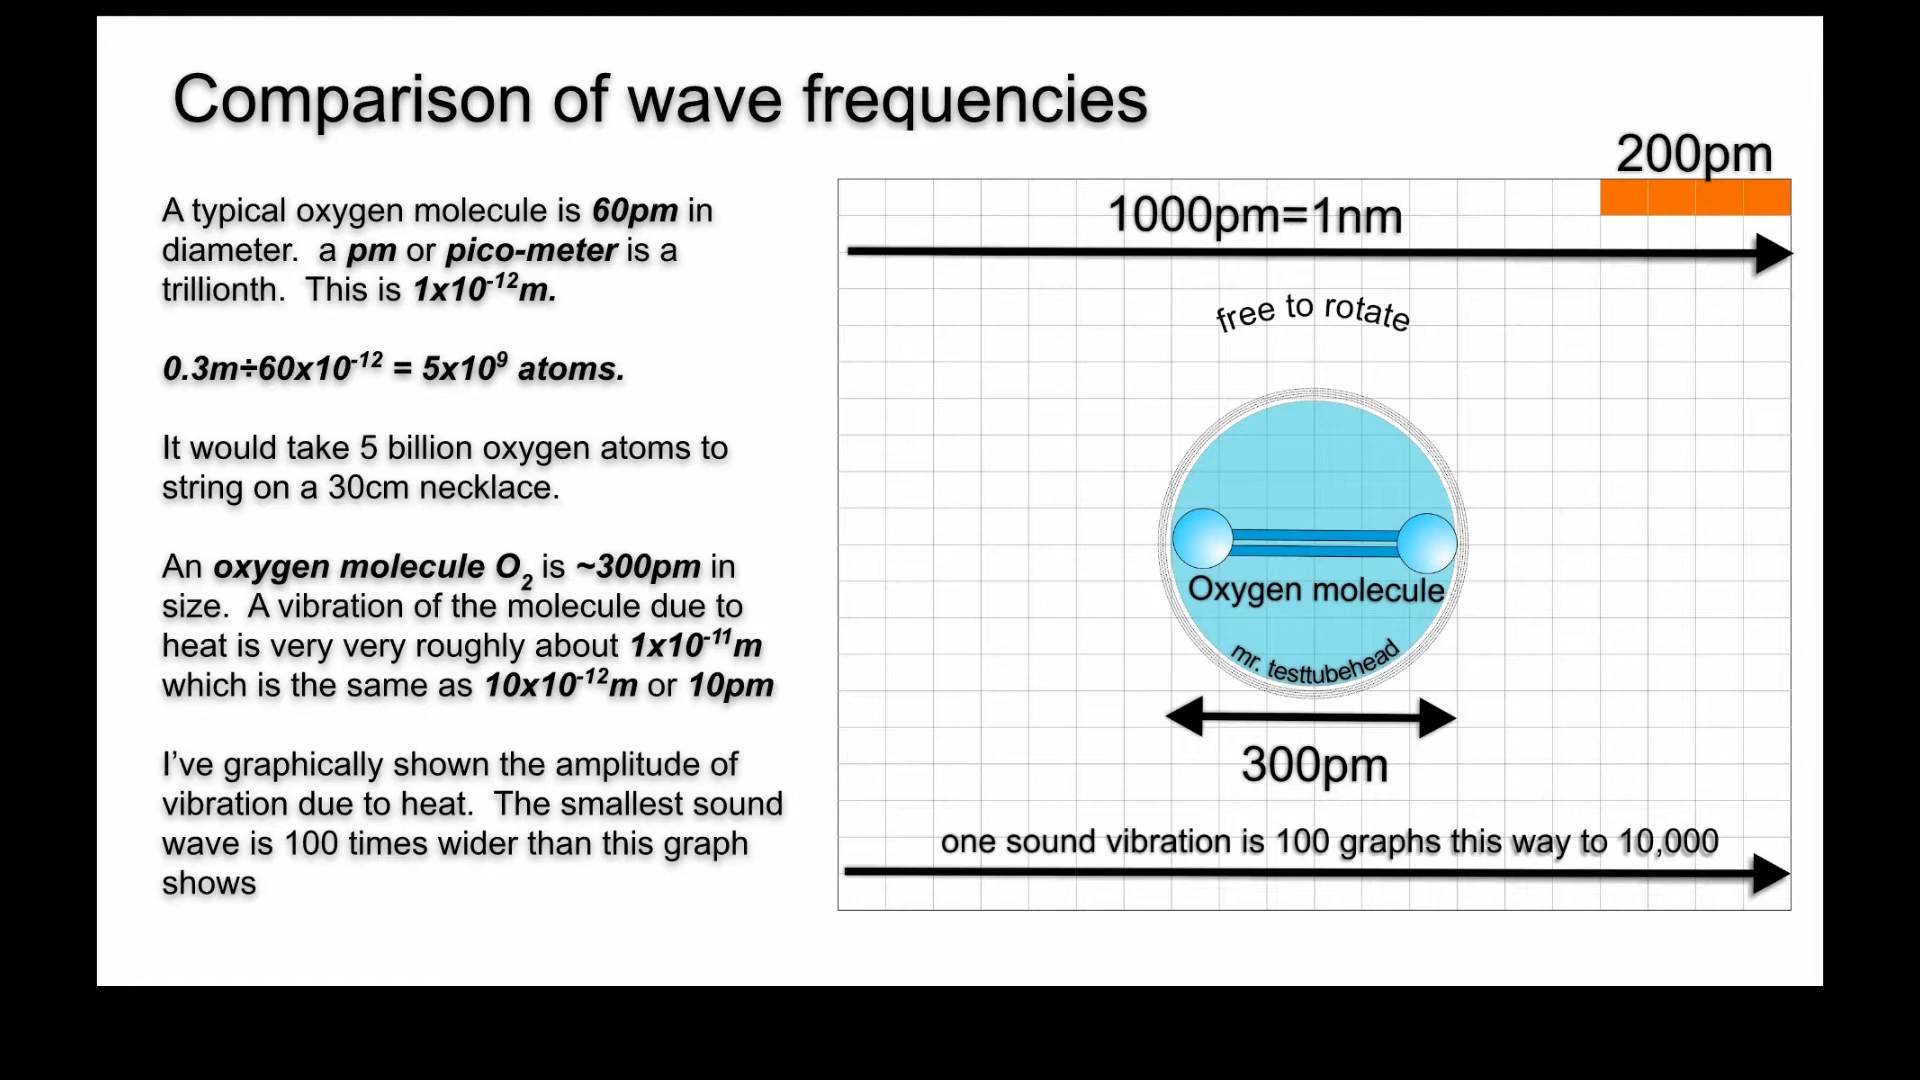 Comparison of wave frequencies
A typical oxygen molecule is 60pm in
diameter. a pm or pico-meter is a
trillionth. This is 1x10⁻¹²m.
0.3m÷60x10⁻¹² = 5x10⁹ atoms.
It would take 5 billion oxygen atoms to
string on a 30cm necklace.
An oxygen molecule O₂ is ~300pm in
size. A vibration of the molecule due to
heat is very very roughly about 1x10⁻¹¹m
which is the same as 10x10⁻¹²m or 10pm
I’ve graphically shown the amplitude of
vibration due to heat. The smallest sound
wave is 100 times wider than this graph
shows
200pm
1000pm=1nm
free to rotate
Oxygen molecule
mr. testtubehead
300pm
one sound vibration is 100 graphs this way to 10,000